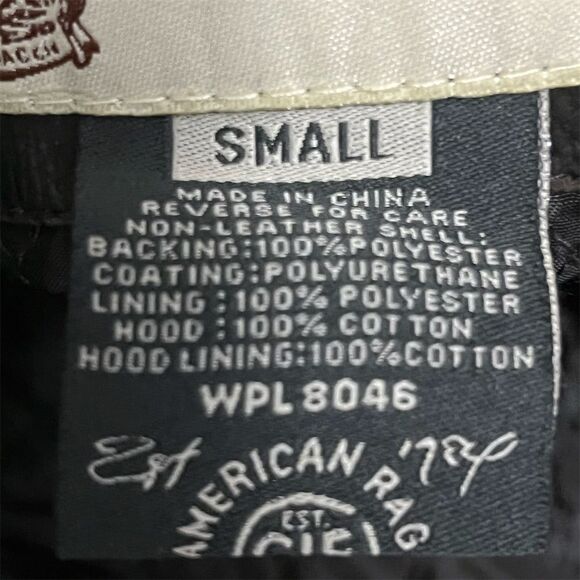 SMALL
MADE IN CHINA
REVERSE FOR CARE
NON-LEATHER SHELL:
BACKING:100% POLYESTER
COATING:POLYURETHANE
LINING :100% POLYESTER
HOOD :100% COTTON
HOOD LINING:100%COTTON
WPL 8046
Est
AMERICAN RAG
EST.
CIE